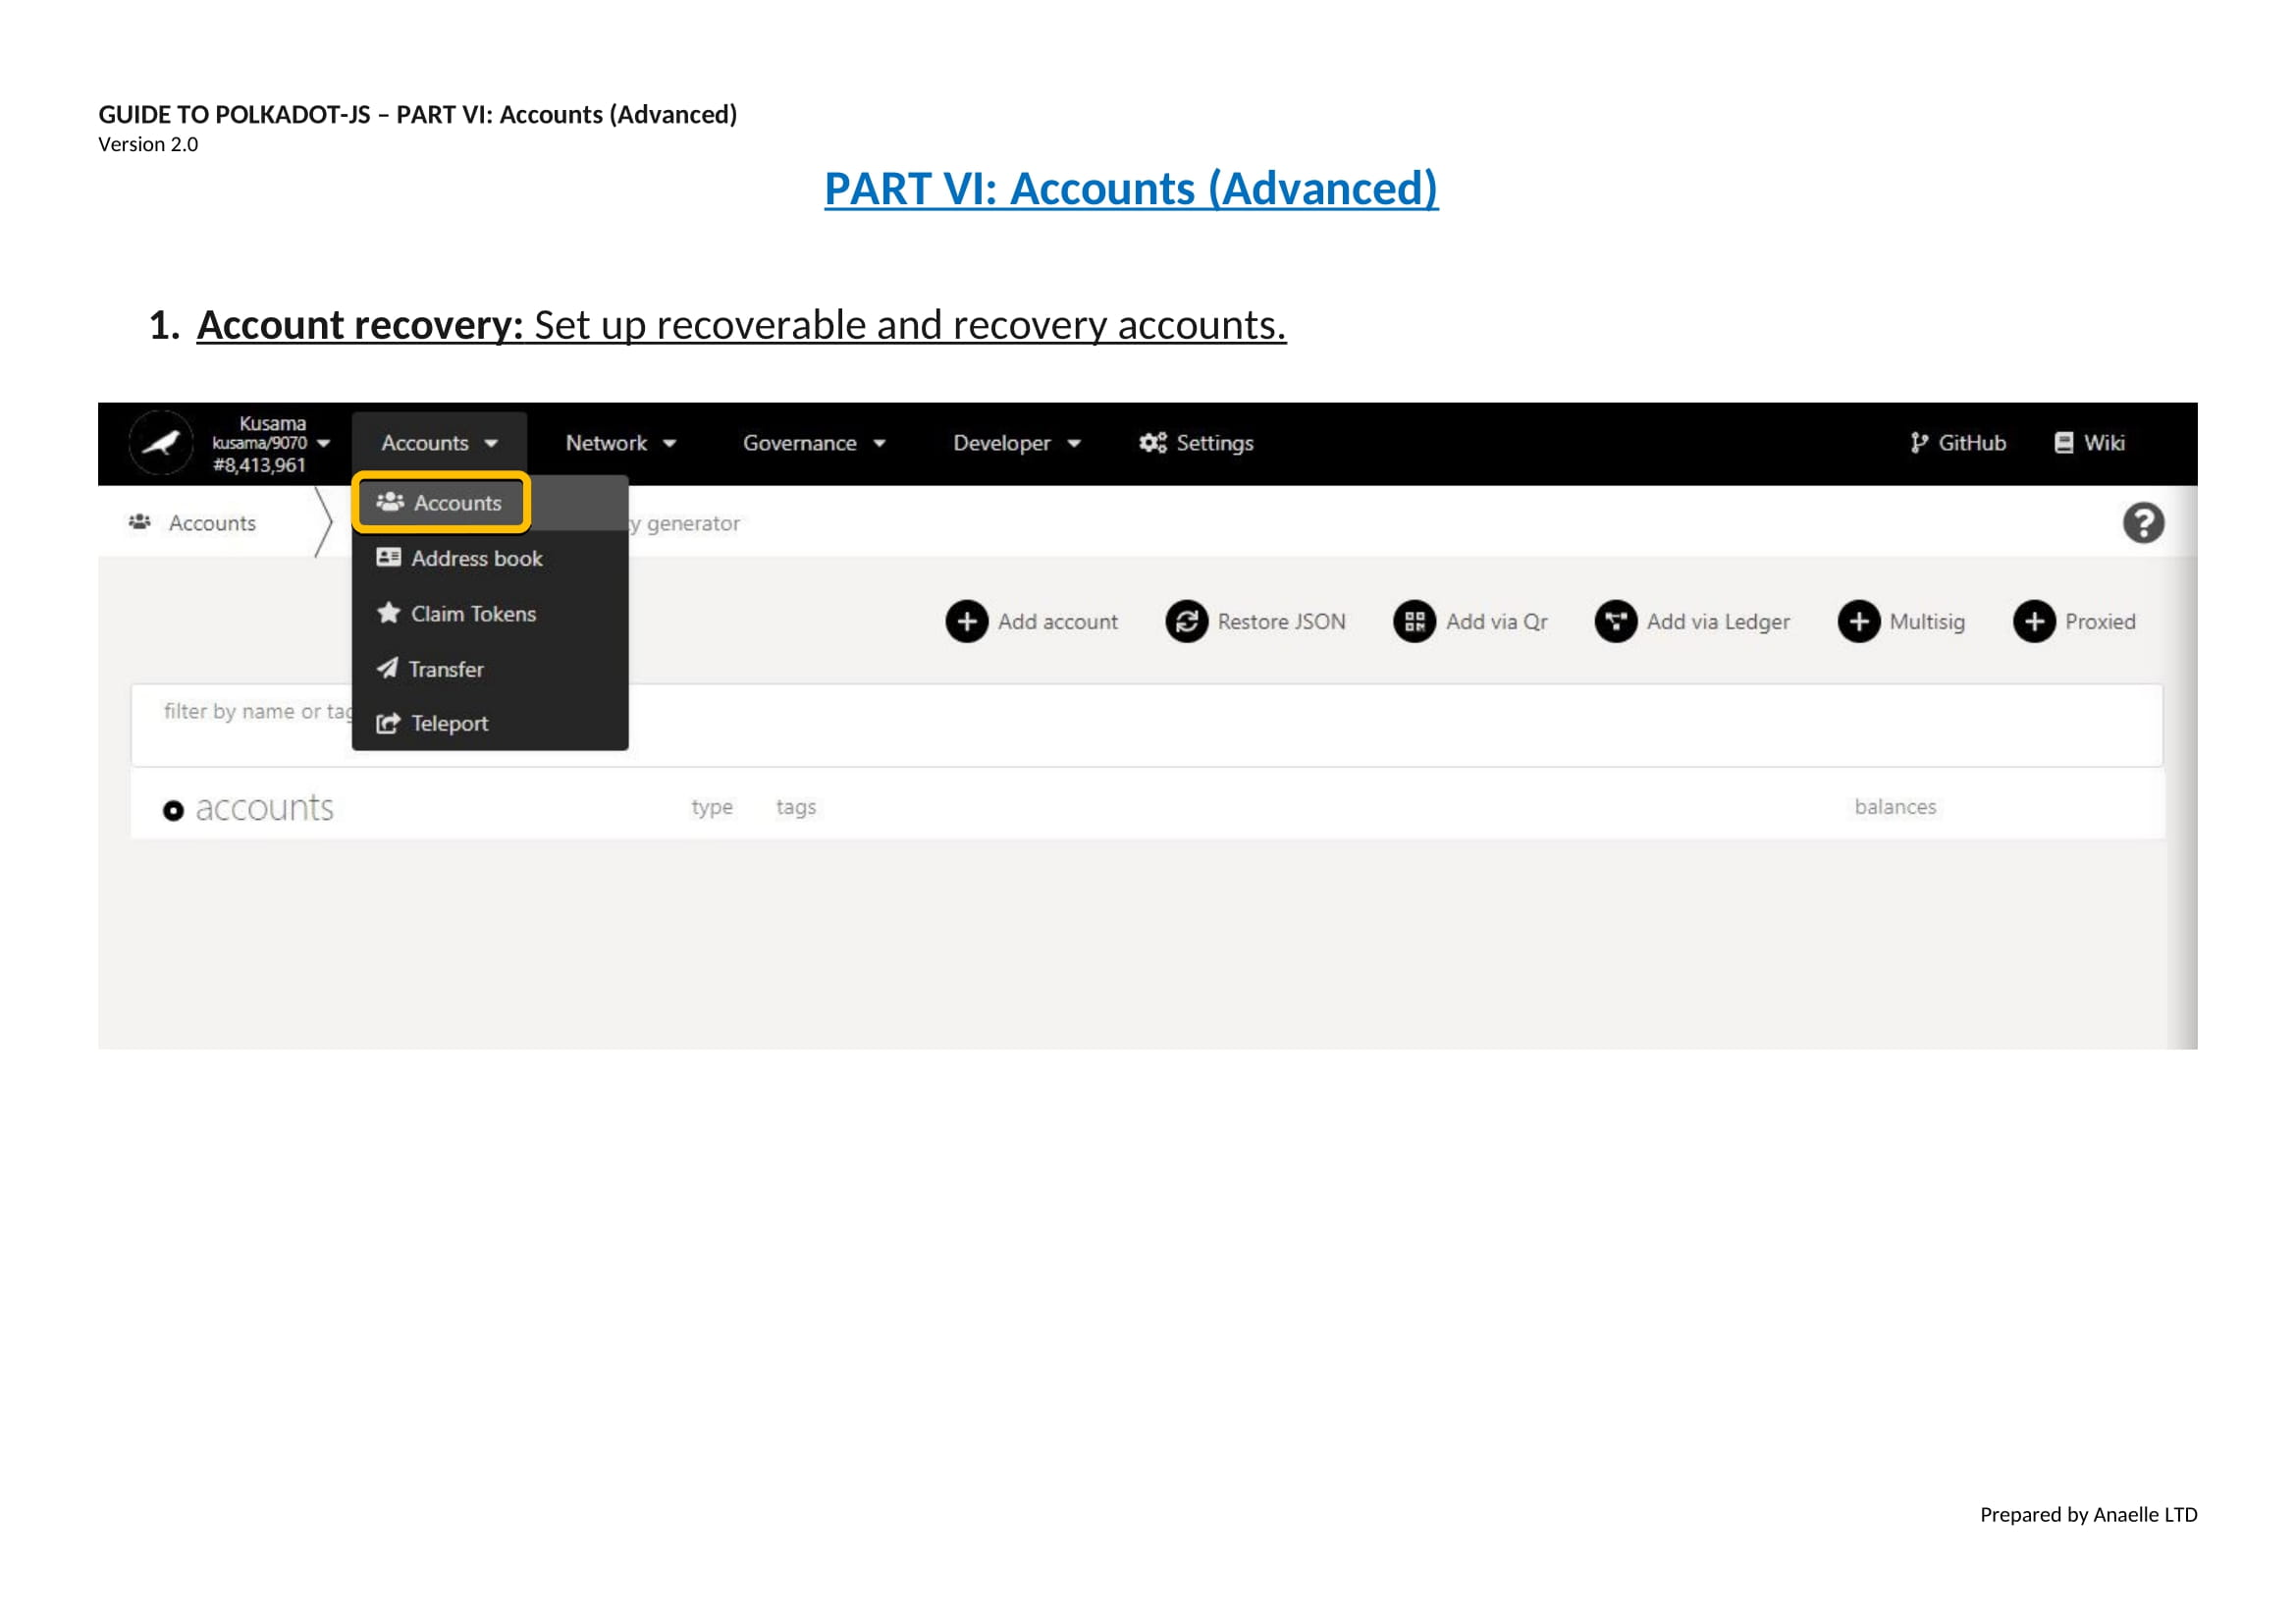 GUIDE TO POLKADOT-JS – PART VI: Accounts (Advanced)
Version 2.0
PART VI: Accounts (Advanced)
1. Account recovery: Set up recoverable and recovery accounts.
Kusama
kusama/9070
#8,413,961
Accounts
Network
Governance
Developer
Settings
GitHub
Wiki
Accounts
Accounts
y generator
Address book
Claim Tokens
Transfer
Teleport
Add account
Restore JSON
Add via Qr
Add via Ledger
Multisig
Proxied
filter by name or tag
accounts
type
tags
balances
Prepared by Anaelle LTD